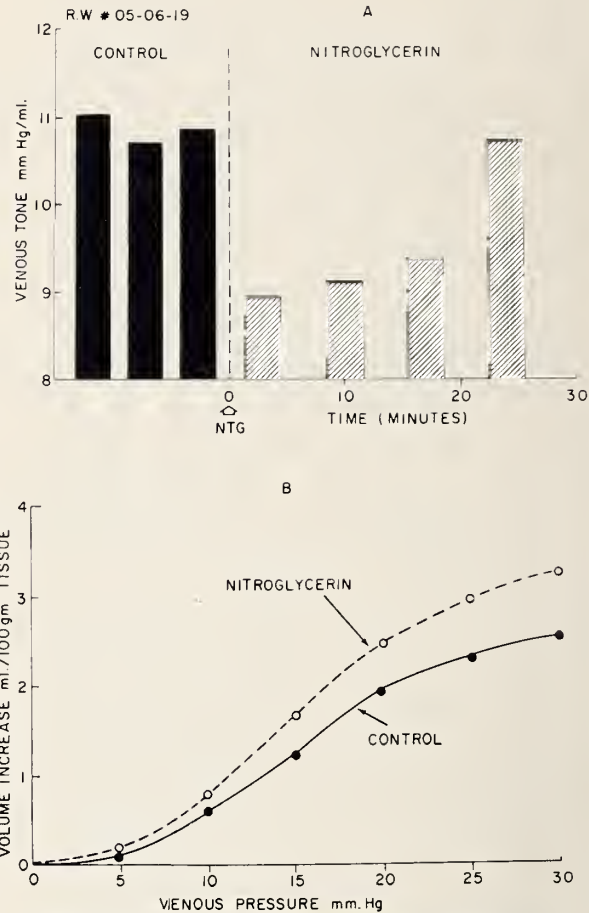 R.W # 05-06-19
A
12
11
10
9
8
VENOUS TONE mm Hg/ml.
CONTROL
NITROGLYCERIN
0
10
20
30
NTG
TIME (MINUTES)
B
4
3
2
1
0
VOLUME INCREASE ml./100gm TISSUE
NITROGLYCERIN
CONTROL
0
5
10
15
20
25
30
VENOUS PRESSURE mm.Hg